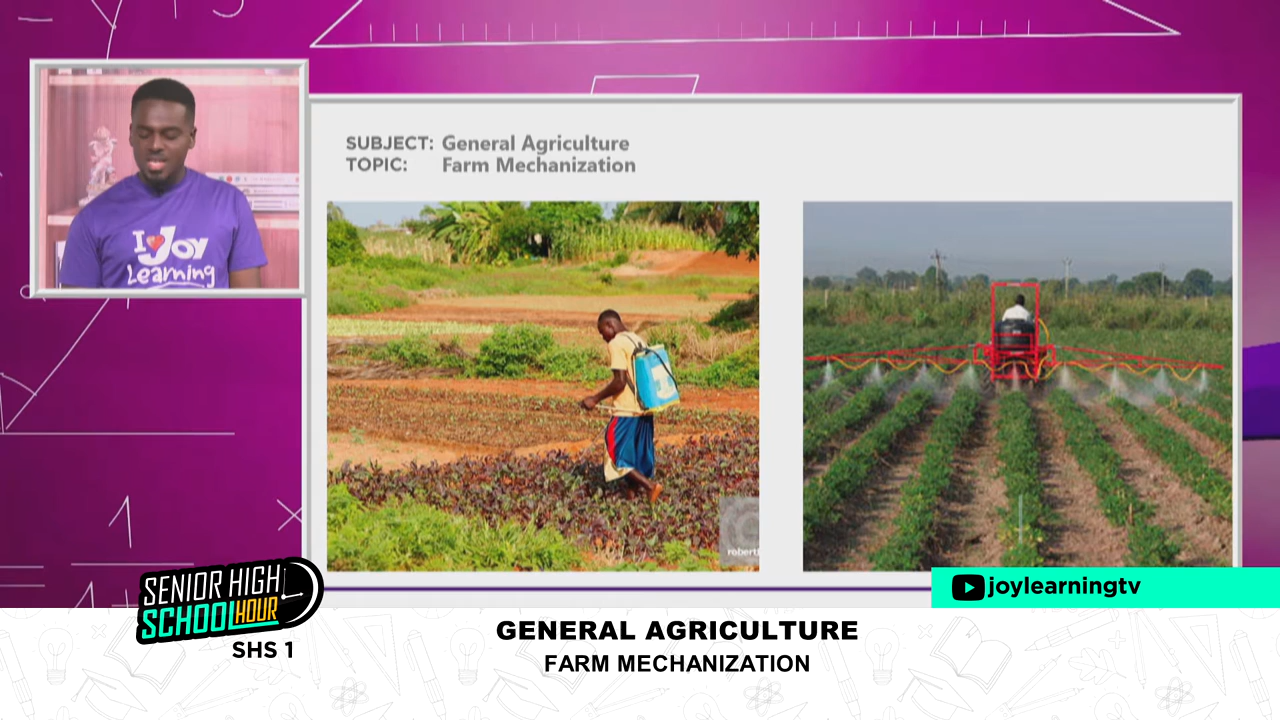 SUBJECT: General Agriculture
TOPIC: Farm Mechanization
I Joy
Learning
SENIOR HIGH
SCHOOL HOUR
SHS 1
joylearningtv
GENERAL AGRICULTURE
FARM MECHANIZATION